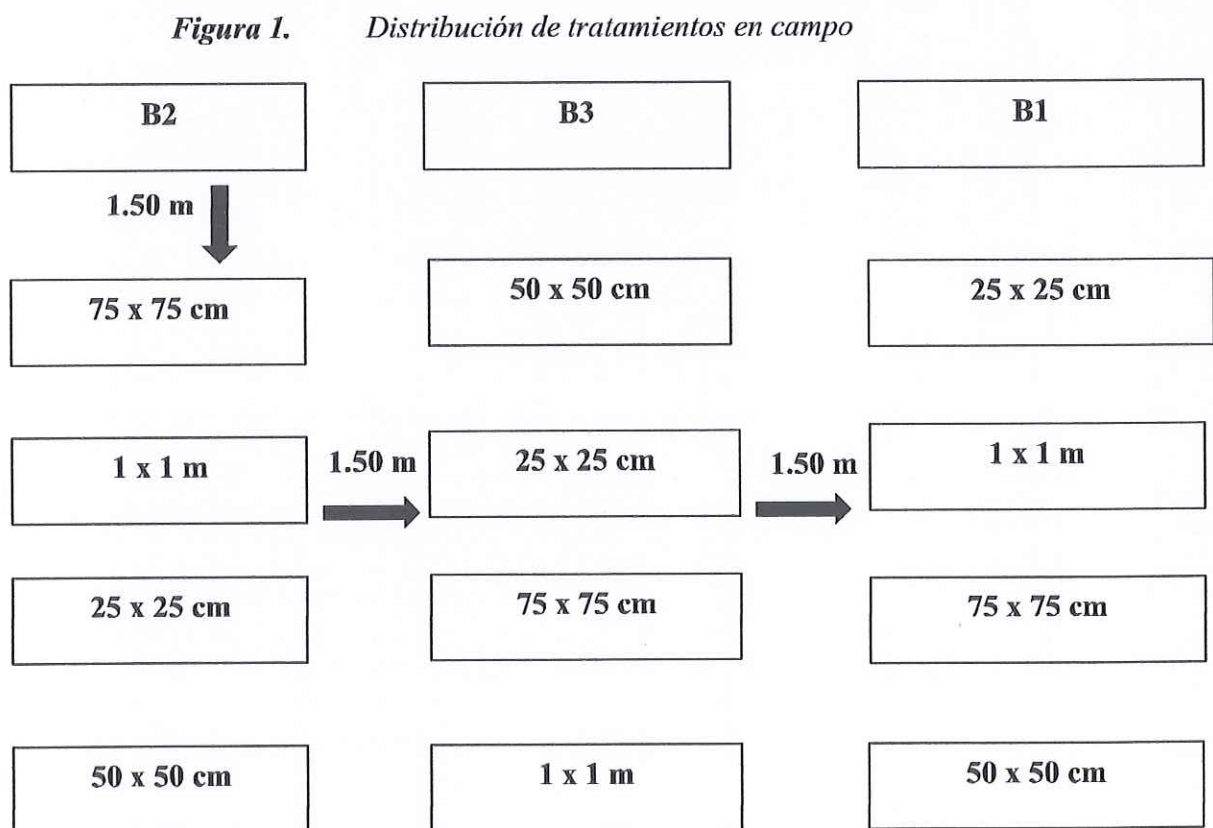 Figura 1. Distribución de tratamientos en campo
B2 B3 B1
1.50 m
75 x 75 cm 50 x 50 cm 25 x 25 cm
1 x 1 m 1.50 m 25 x 25 cm 1.50 m 1 x 1 m
25 x 25 cm 75 x 75 cm 75 x 75 cm
50 x 50 cm 1 x 1 m 50 x 50 cm